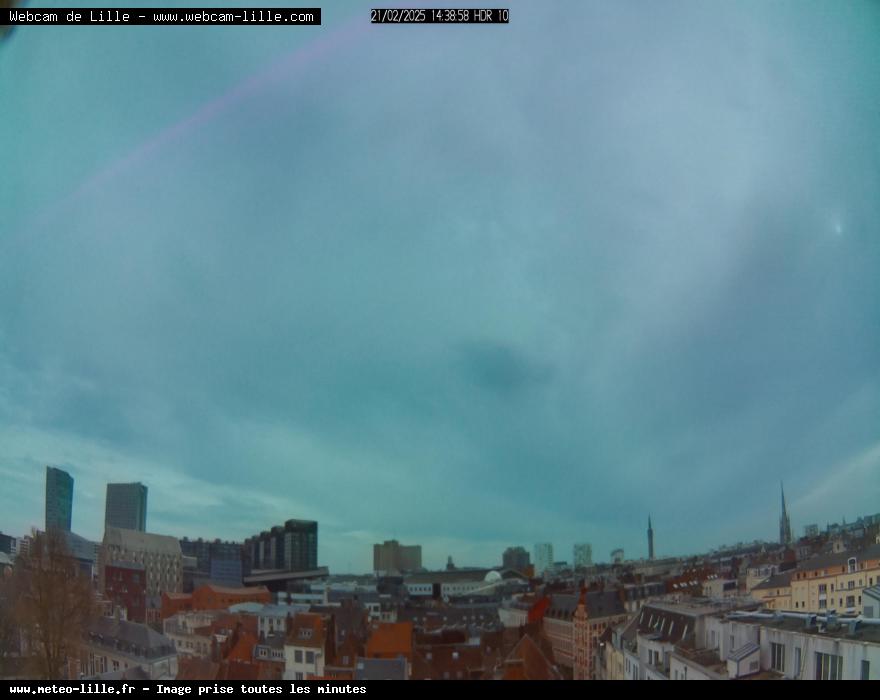 Webcam de Lille - www.webcam-lille.com
21/02/2025 14:38:58 HDR 10
www.meteo-lille.fr - Image prise toutes les minutes